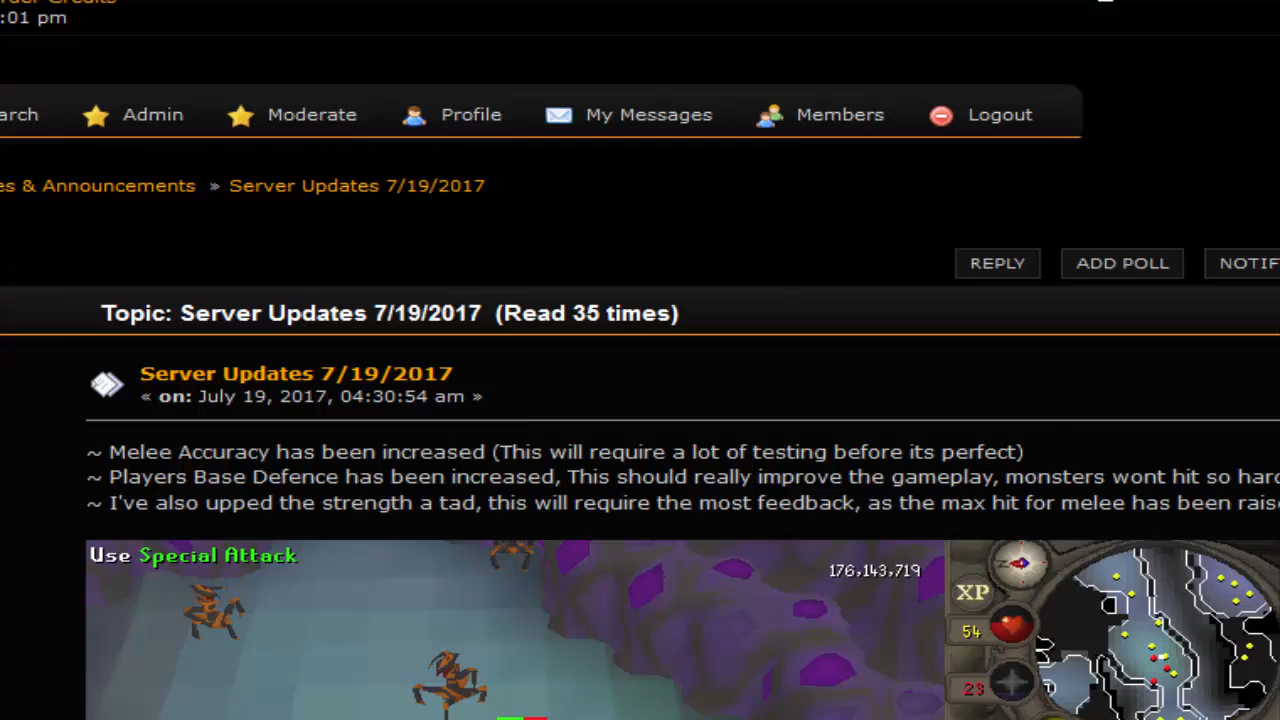 :01 pm
arch Admin Moderate Profile My Messages Members Logout
es & Announcements » Server Updates 7/19/2017
REPLY ADD POLL NOTIF
Topic: Server Updates 7/19/2017 (Read 35 times)
Server Updates 7/19/2017
« on: July 19, 2017, 04:30:54 am »
~ Melee Accuracy has been increased (This will require a lot of testing before its perfect)
~ Players Base Defence has been increased, This should really improve the gameplay, monsters wont hit so hard
~ I've also upped the strength a tad, this will require the most feedback, as the max hit for melee has been raise
Use Special Attack
176,143,719
XP
54
23